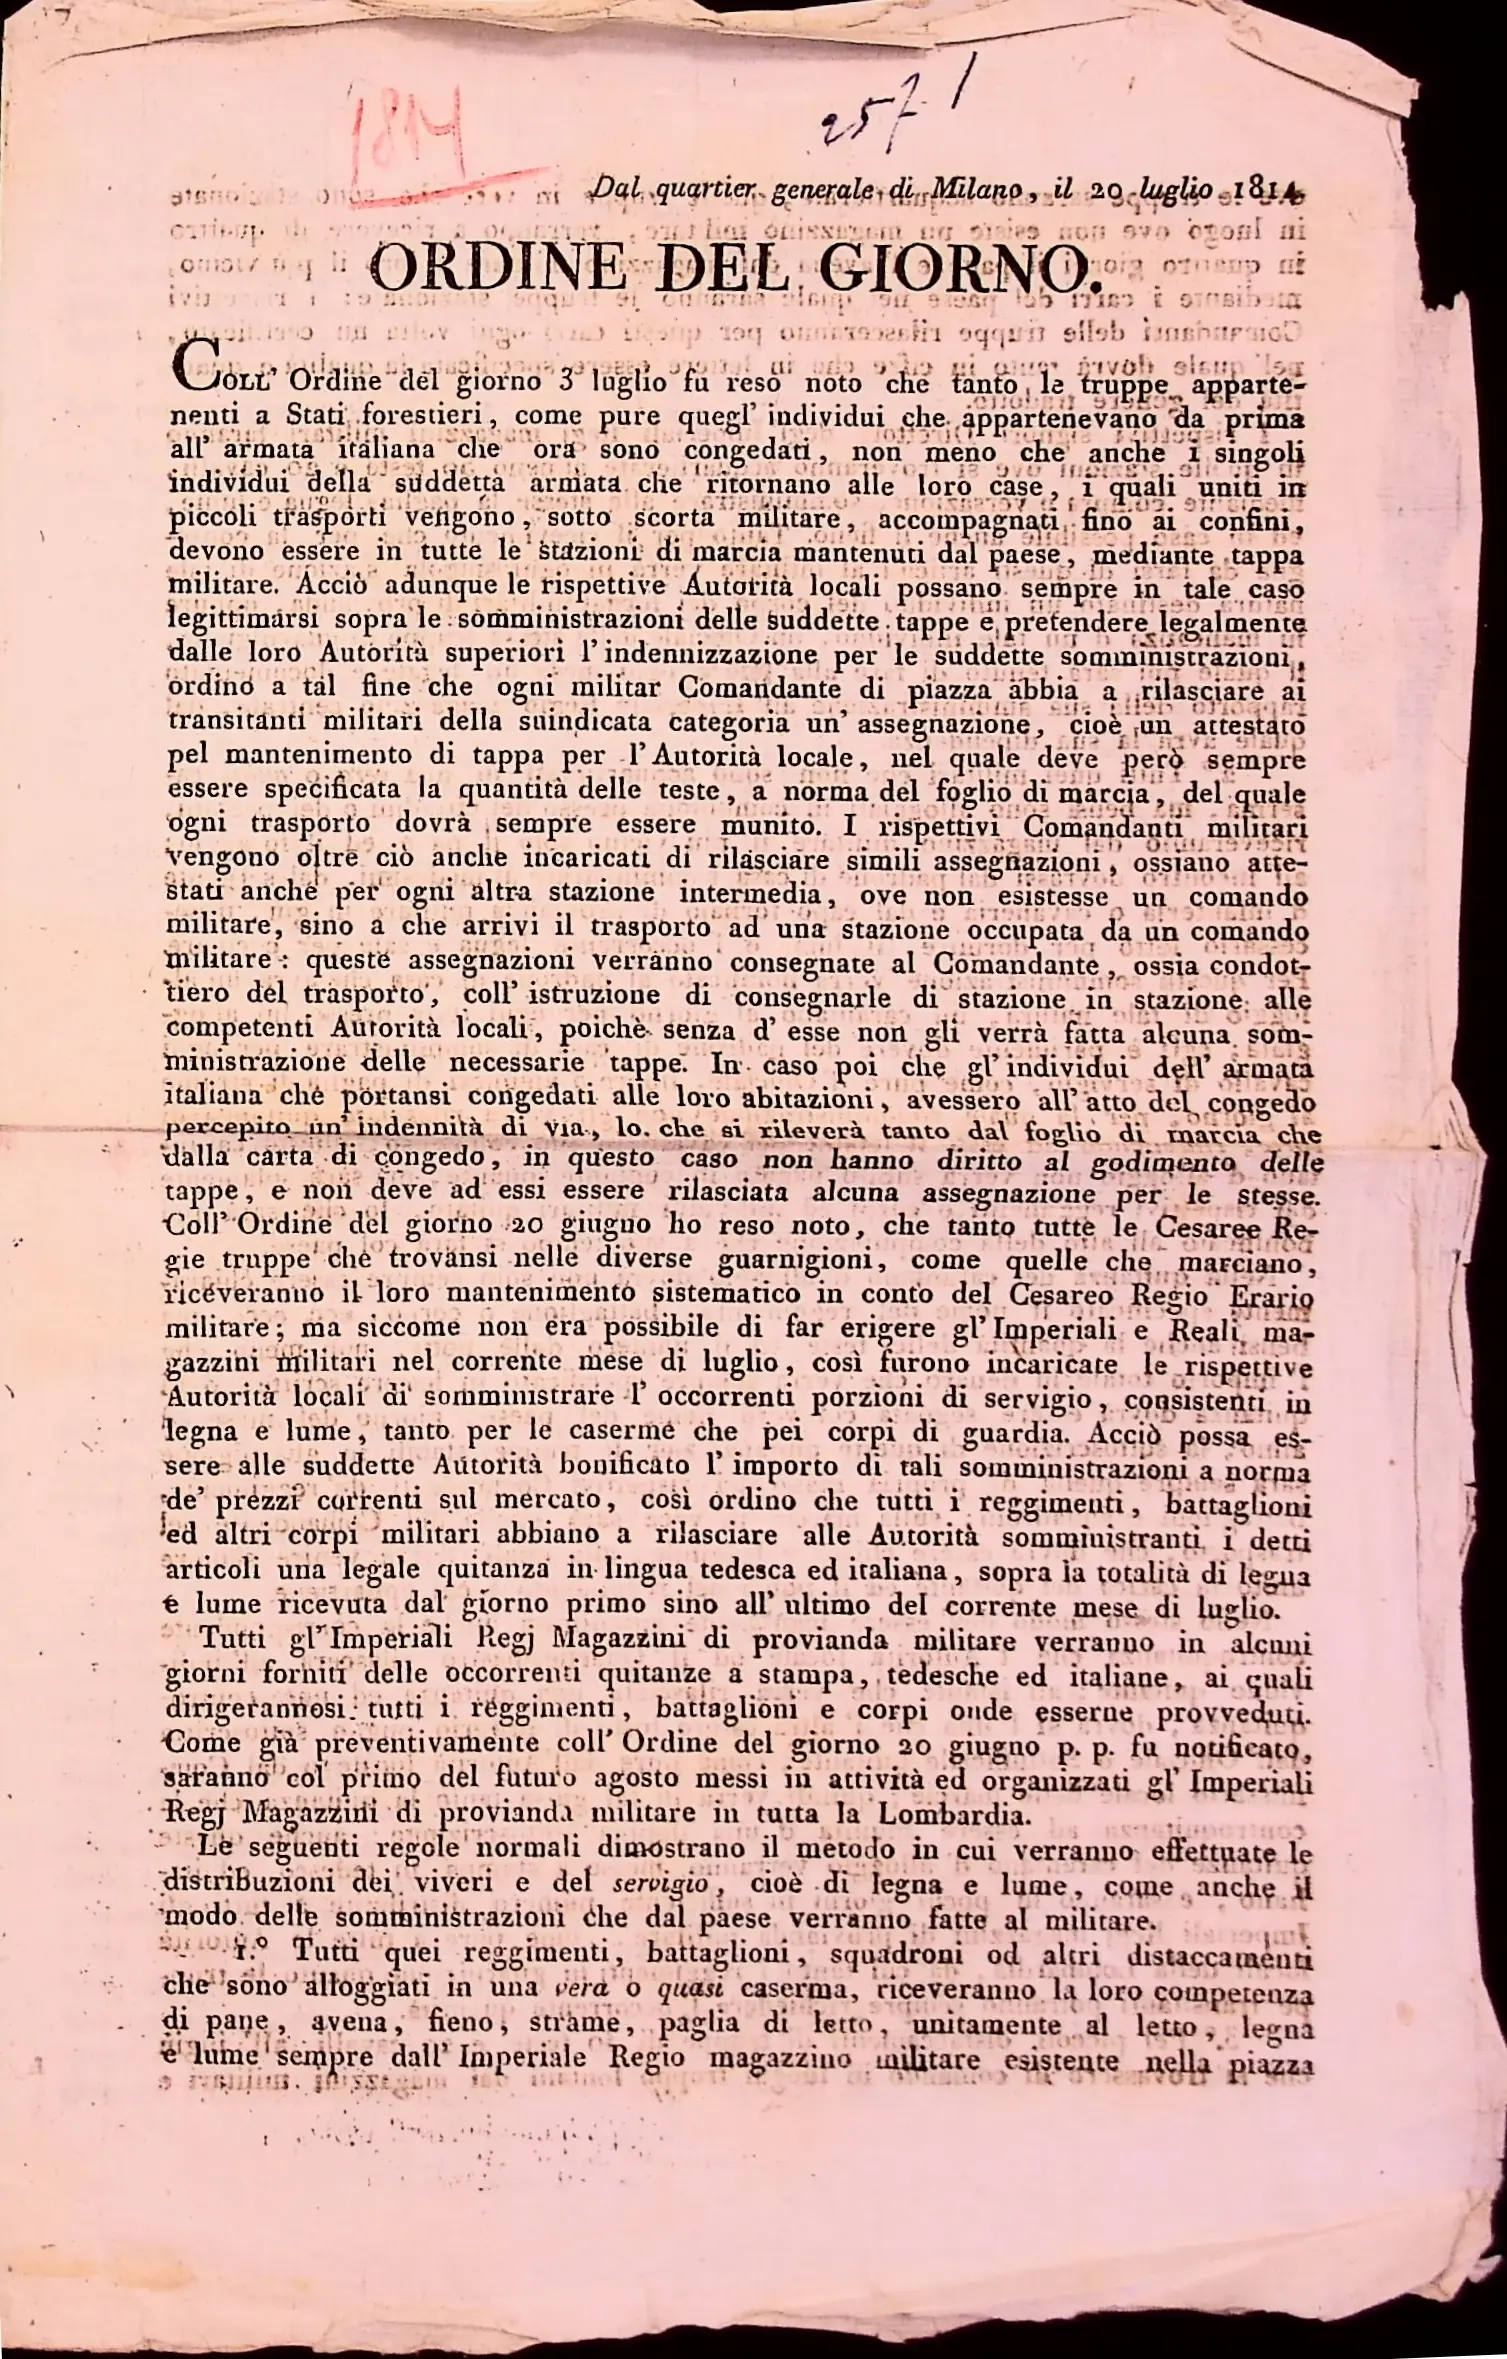 1814
257 1
Dal quartier generale di Milano, il 20 luglio 1814
ORDINE DEL GIORNO.
COLL' Ordine del giorno 3 luglio fu reso noto che tanto le truppe apparte-
nenti a Stati forestieri, come pure quegl' individui che appartenevano da prima
all' armata italiana che ora sono congedati, non meno che anche i singoli
individui della suddetta armata che ritornano alle loro case, i quali uniti in
piccoli trasporti vengono, sotto scorta militare, accompagnati fino ai confini,
devono essere in tutte le stazioni di marcia mantenuti dal paese, mediante tappa
militare. Acciò adunque le rispettive Autorità locali possano sempre in tale caso
legittimarsi sopra le somministrazioni delle suddette tappe e pretendere legalmente
dalle loro Autorità superiori l' indennizzazione per le suddette somministrazioni,
ordino a tal fine che ogni militar Comandante di piazza abbia a rilasciare ai
transitanti militari della suindicata categoria un' assegnazione, cioè un attestato
pel mantenimento di tappa per l' Autorità locale, nel quale deve però sempre
essere specificata la quantità delle teste, a norma del foglio di marcia, del quale
ogni trasporto dovrà sempre essere munito. I rispettivi Comandanti militari
vengono oltre ciò anche incaricati di rilasciare simili assegnazioni, ossiano atte-
stati anche per ogni altra stazione intermedia, ove non esistesse un comando
militare, sino a che arrivi il trasporto ad una stazione occupata da un comando
militare: queste assegnazioni verranno consegnate al Comandante, ossia condot-
tiero del trasporto, coll' istruzione di consegnarle di stazione in stazione alle
competenti Autorità locali, poichè senza d' esse non gli verrà fatta alcuna som-
ministrazione delle necessarie tappe. In caso poi che gl' individui dell' armata
italiana che portansi congedati alle loro abitazioni, avessero all' atto del congedo
percepito un' indennità di via, lo che si rileverà tanto dal foglio di marcia che
dalla carta di congedo, in questo caso non hanno diritto al godimento delle
tappe, e non deve ad essi essere rilasciata alcuna assegnazione per le stesse.
Coll' Ordine del giorno 20 giugno ho reso noto, che tanto tutte le Cesaree Re-
gie truppe che trovansi nelle diverse guarnigioni, come quelle che marciano,
riceveranno il loro mantenimento sistematico in conto del Cesareo Regio Erario
militare; ma siccome non era possibile di far erigere gl' Imperiali e Reali ma-
gazzini militari nel corrente mese di luglio, così furono incaricate le rispettive
Autorità locali di somministrare l' occorrenti porzioni di servigio, consistenti in
legna e lume, tanto per le caserme che pei corpi di guardia. Acciò possa es-
sere alle suddette Autorità bonificato l' importo di tali somministrazioni a norma
de' prezzi correnti sul mercato, così ordino che tutti i reggimenti, battaglioni
ed altri corpi militari abbiano a rilasciare alle Autorità somministranti i detti
articoli una legale quitanza in lingua tedesca ed italiana, sopra la totalità di legna
e lume ricevuta dal giorno primo sino all' ultimo del corrente mese di luglio.
Tutti gl' Imperiali Regj Magazzini di provianda militare verranno in alcuni
giorni forniti delle occorrenti quitanze a stampa, tedesche ed italiane, ai quali
dirigerannosi tutti i reggimenti, battaglioni e corpi onde esserne provveduti.
Come già preventivamente coll' Ordine del giorno 20 giugno p. p. fu notificato,
saranno col primo del futuro agosto messi in attività ed organizzati gl' Imperiali
Regj Magazzini di provianda militare in tutta la Lombardia.
Le seguenti regole normali dimostrano il metodo in cui verranno effettuate le
distribuzioni dei viveri e del servigio, cioè di legna e lume, come anche il
modo delle somministrazioni che dal paese verranno fatte al militare.
1.° Tutti quei reggimenti, battaglioni, squadroni od altri distaccamenti
che sono alloggiati in una vera o quasi caserma, riceveranno la loro competenza
di pane, avena, fieno, strame, paglia di letto, unitamente al letto, legna
e lume sempre dall' Imperiale Regio magazzino militare esistente nella piazza